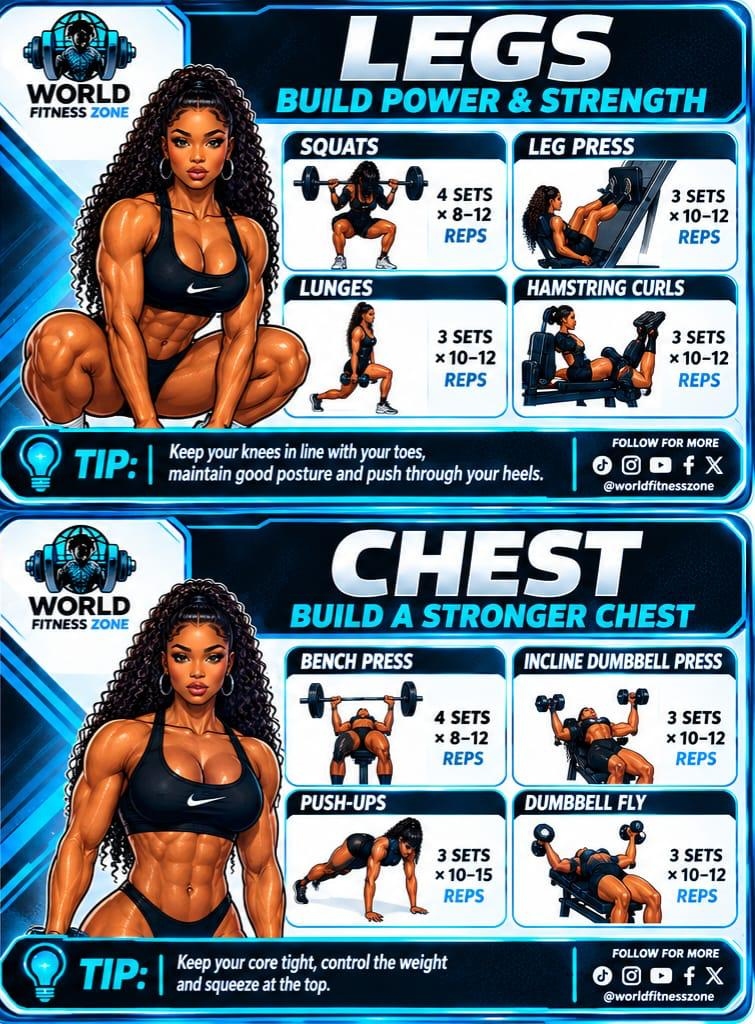 WORLD
FITNESS ZONE
LEGS
BUILD POWER & STRENGTH
SQUATS
4 SETS
× 8–12
REPS
LEG PRESS
3 SETS
× 10–12
REPS
LUNGES
3 SETS
× 10–12
REPS
HAMSTRING CURLS
3 SETS
× 10–12
REPS
TIP:
Keep your knees in line with your toes,
maintain good posture and push through your heels.
FOLLOW FOR MORE
@worldfitnesszone
WORLD
FITNESS ZONE
CHEST
BUILD A STRONGER CHEST
BENCH PRESS
4 SETS
× 8–12
REPS
INCLINE DUMBBELL PRESS
3 SETS
× 10–12
REPS
PUSH-UPS
3 SETS
× 10–15
REPS
DUMBBELL FLY
3 SETS
× 10–12
REPS
TIP:
Keep your core tight, control the weight
and squeeze at the top.
FOLLOW FOR MORE
@worldfitnesszone